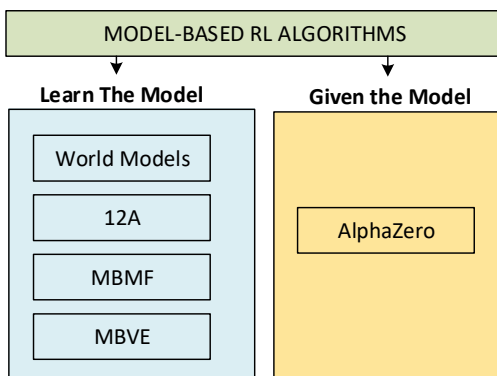 MODEL-BASED RL ALGORITHMS
Learn The Model
Given the Model
World Models
12A
MBMF
MBVE
AlphaZero